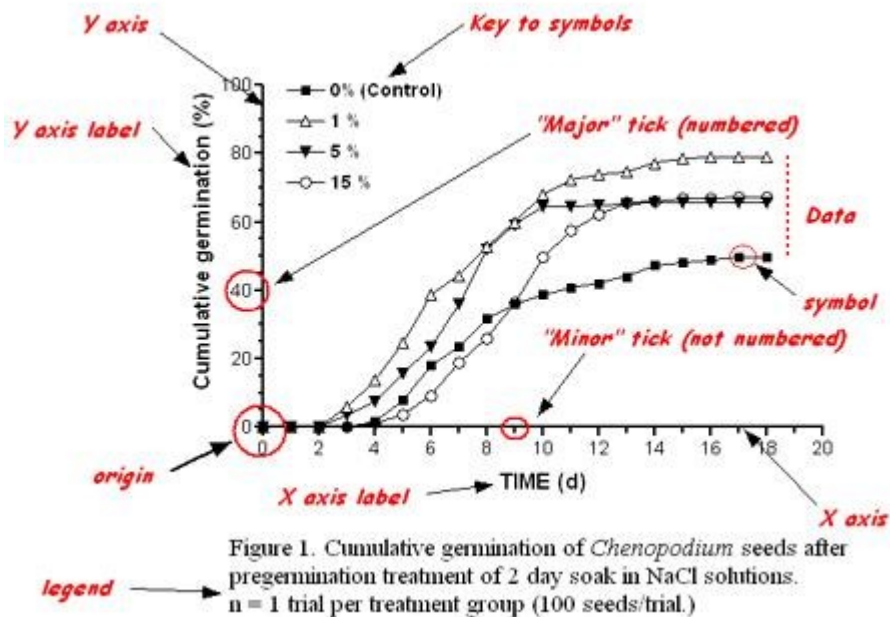 Y axis
Key to symbols
100
0% (Control)
1 %
5 %
15 %
Y axis label
Cumulative germination (%)
"Major" tick (numbered)
80
60
40
20
0
Data
symbol
"Minor" tick (not numbered)
0 2 4 6 8 10 12 14 16 18 20
origin
X axis label
TIME (d)
X axis
Figure 1. Cumulative germination of Chenopodium seeds after
pregermination treatment of 2 day soak in NaCl solutions.
legend
n = 1 trial per treatment group (100 seeds/trial.)